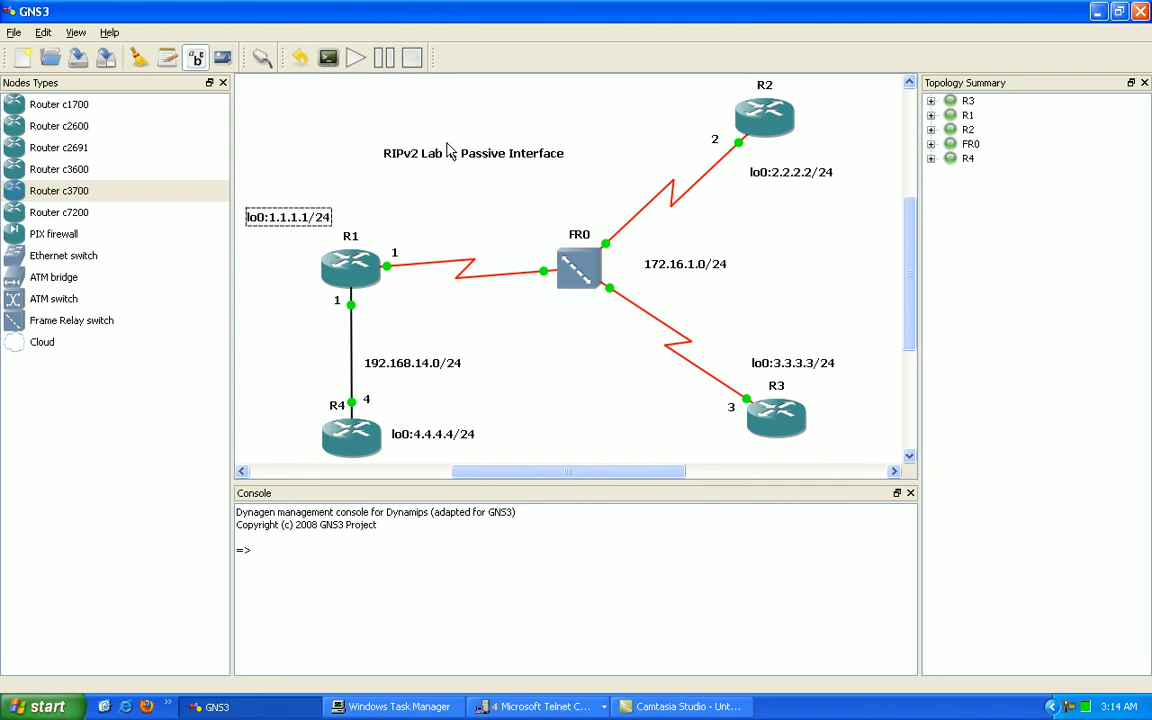 GNS3
File Edit View Help
Nodes Types
Router c1700
Router c2600
Router c2691
Router c3600
Router c3700
Router c7200
PIX firewall
Ethernet switch
ATM bridge
ATM switch
Frame Relay switch
Cloud
RIPv2 Lab Passive Interface
R2
2
lo0:2.2.2.2/24
lo0:1.1.1.1/24
R1
1
FR0
172.16.1.0/24
1
192.168.14.0/24
lo0:3.3.3.3/24
R3
3
R4
4
lo0:4.4.4.4/24
Topology Summary
R3
R1
R2
FR0
R4
Console
Dynagen management console for Dynamips (adapted for GNS3)
Copyright (c) 2008 GNS3 Project
=>
start
GNS3
Windows Task Manager
4 Microsoft Telnet C...
Camtasia Studio - Unt...
3:14 AM